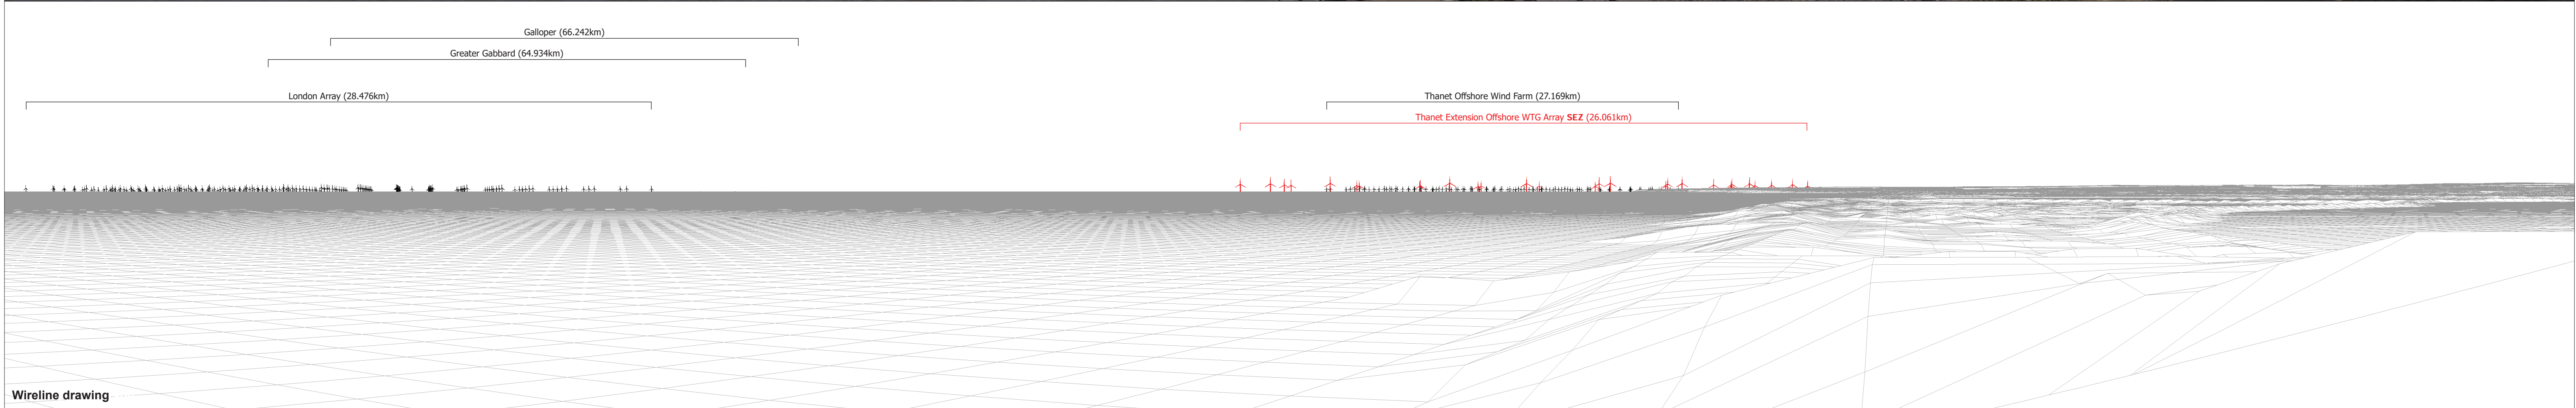 Galloper (66.242km)
Greater Gabbard (64.934km)
London Array (28.476km)
Thanet Offshore Wind Farm (27.169km)
Thanet Extension Offshore WTG Array SEZ (26.061km)
Wireline drawing